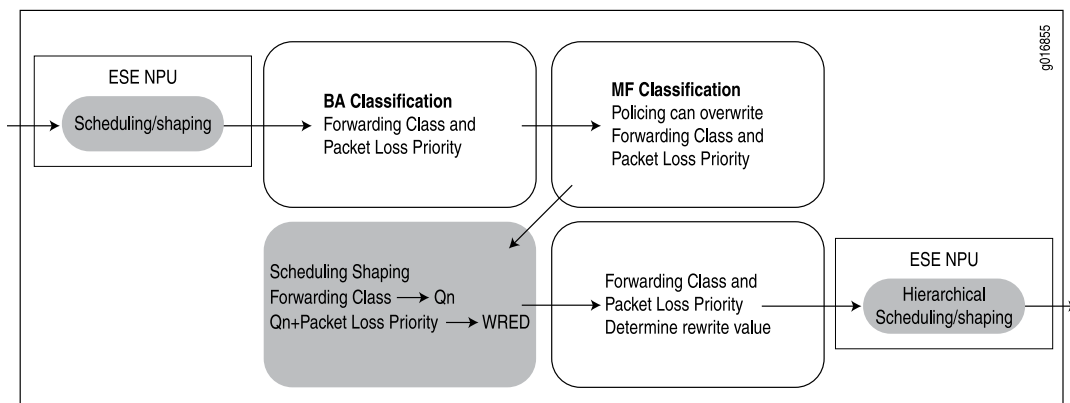 g016855
ESE NPU
Scheduling/shaping
BA Classification
Forwarding Class and
Packet Loss Priority
MF Classification
Policing can overwrite
Forwarding Class and
Packet Loss Priority
Scheduling Shaping
Forwarding Class → Qn
Qn+Packet Loss Priority → WRED
Forwarding Class and
Packet Loss Priority
Determine rewrite value
ESE NPU
Hierarchical
Scheduling/shaping